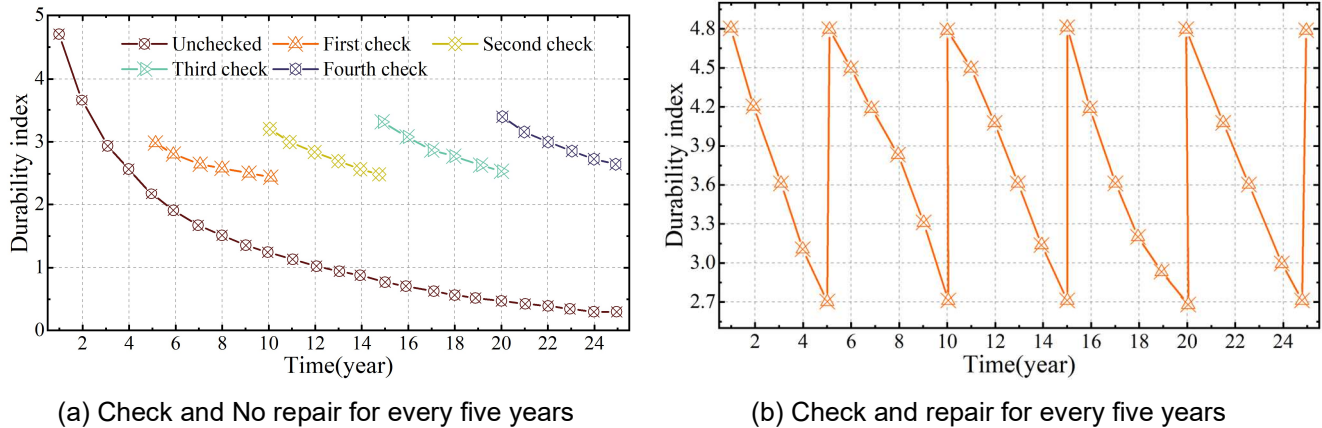 5
4
3
2
1
0
Durability index
Unchecked First check Second check
Third check Fourth check
2 4 6 8 10 12 14 16 18 20 22 24
Time(year)
(a) Check and No repair for every five years
4.8
4.5
4.2
3.9
3.6
3.3
3.0
2.7
Durability index
2 4 6 8 10 12 14 16 18 20 22 24
Time(year)
(b) Check and repair for every five years